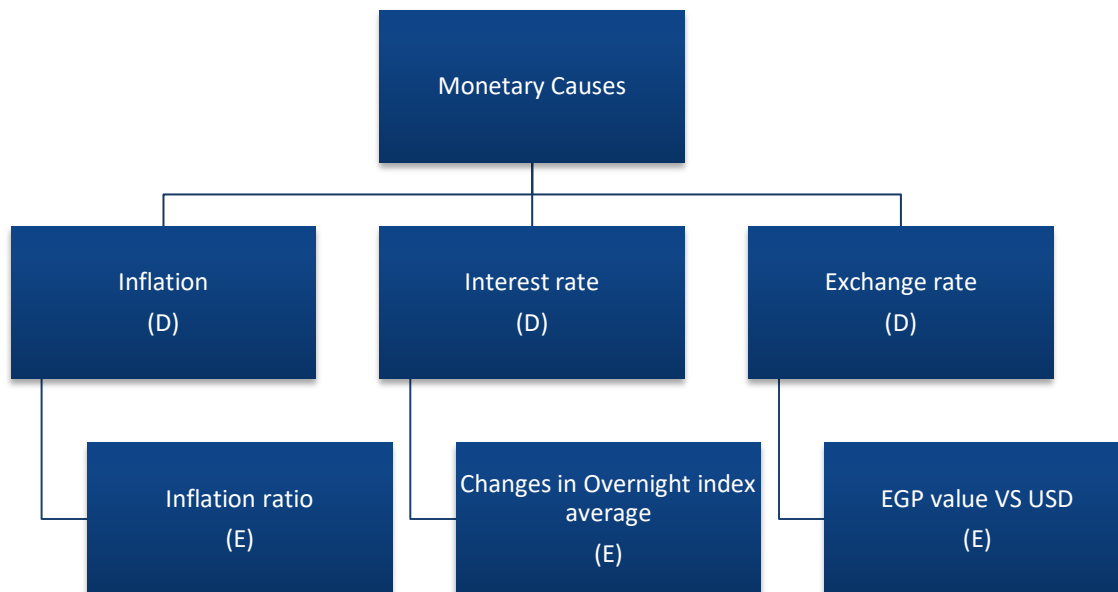 Monetary Causes
Inflation
(D)
Interest rate
(D)
Exchange rate
(D)
Inflation ratio
(E)
Changes in Overnight index
average
(E)
EGP value VS USD
(E)